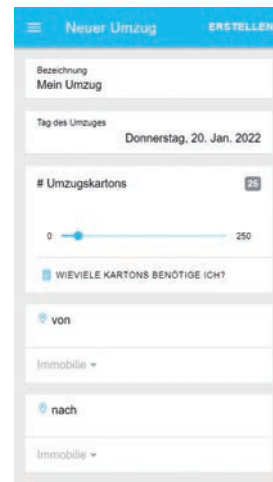 Neuer Umzug ERSTELLEN
Bezeichnung
Mein Umzug
Tag des Umzuges
Donnerstag, 20. Jan. 2022
# Umzugskartons 25
0 250
WIEVIELE KARTONS BENÖTIGE ICH?
von
Immobilie
nach
Immobilie